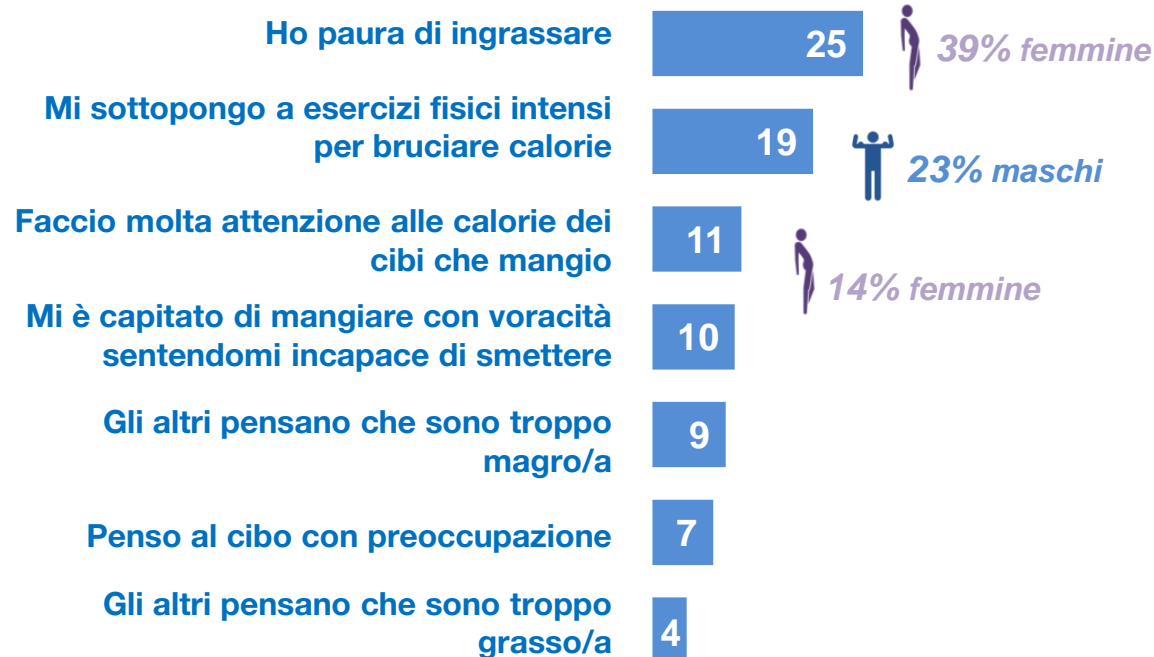 Ho paura di ingrassare
25
39% femmine
Mi sottopongo a esercizi fisici intensi
per bruciare calorie
19
23% maschi
Faccio molta attenzione alle calorie dei
cibi che mangio
11
14% femmine
Mi è capitato di mangiare con voracità
sentendomi incapace di smettere
10
Gli altri pensano che sono troppo
magro/a
9
Penso al cibo con preoccupazione
7
Gli altri pensano che sono troppo
grasso/a
4